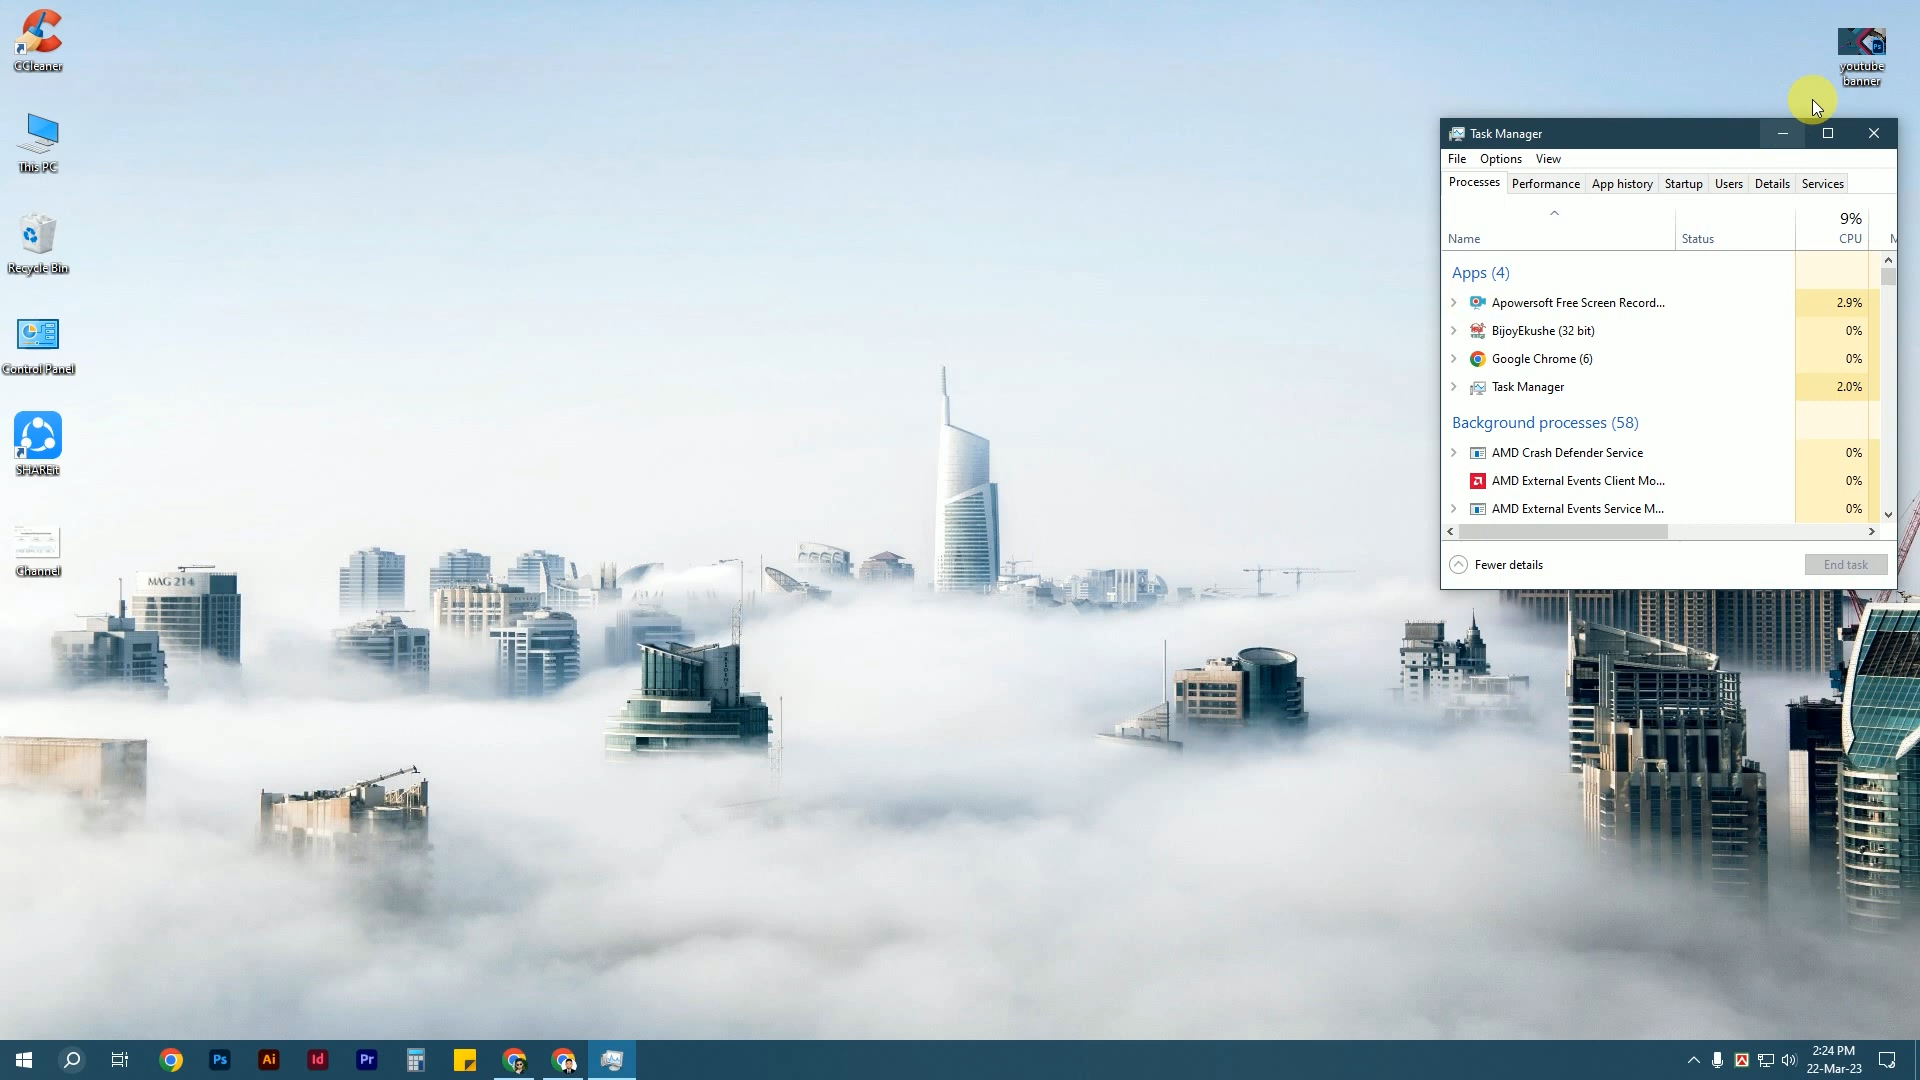 CCleaner
This PC
Recycle Bin
Control Panel
SHAREit
Channel
youtube
banner
Task Manager
File Options View
Processes Performance App history Startup Users Details Services
9%
Name Status CPU M
Apps (4)
Apowersoft Free Screen Record... 2.9%
BijoyEkushe (32 bit) 0%
Google Chrome (6) 0%
Task Manager 2.0%
Background processes (58)
AMD Crash Defender Service 0%
AMD External Events Client Mo... 0%
AMD External Events Service M... 0%
Fewer details End task
MAG 214
Ps Ai Id Pr
2:24 PM
22-Mar-23